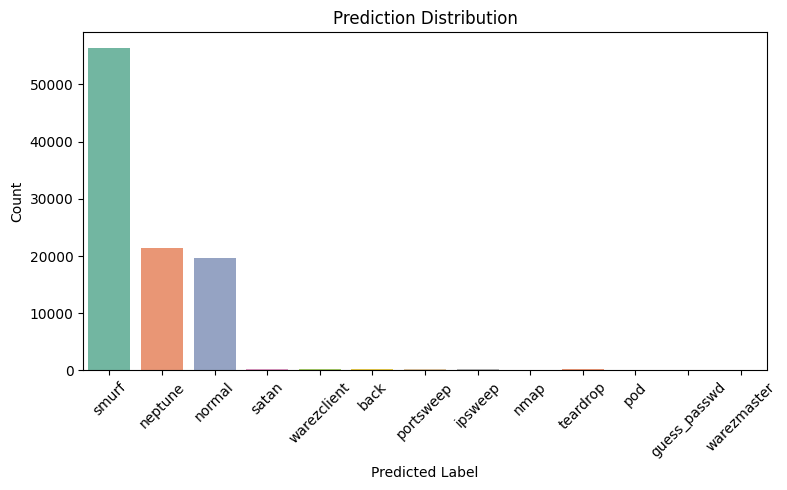 Prediction Distribution
Count
50000
40000
30000
20000
10000
0
smurf
neptune
normal
satan
warezclient
back
portsweep
ipsweep
nmap
teardrop
pod
guess_passwd
warezmaster
Predicted Label